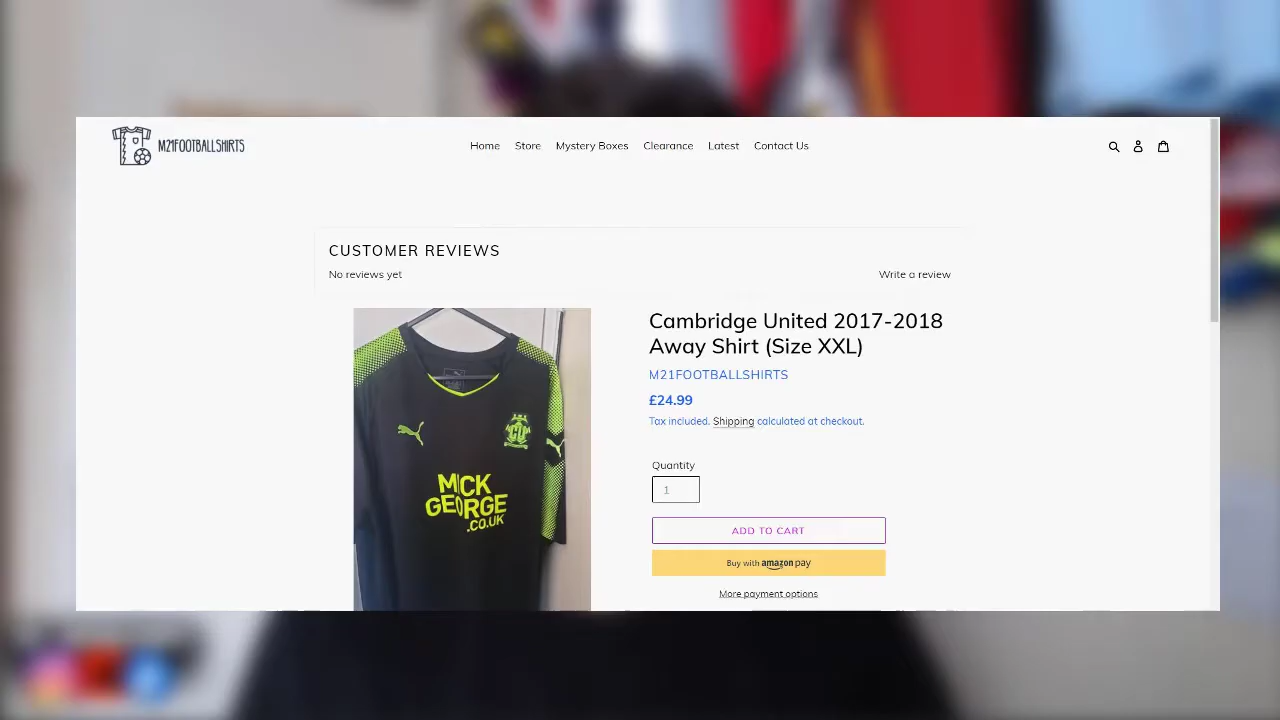 M21FOOTBALLSHIRTS
Home Store Mystery Boxes Clearance Latest Contact Us
CUSTOMER REVIEWS
No reviews yet
Write a review
Cambridge United 2017-2018
Away Shirt (Size XXL)
M21FOOTBALLSHIRTS
£24.99
Tax included. Shipping calculated at checkout.
Quantity
1
ADD TO CART
Buy with amazon pay
More payment options
CU
MICK
GEORGE
.CO.UK